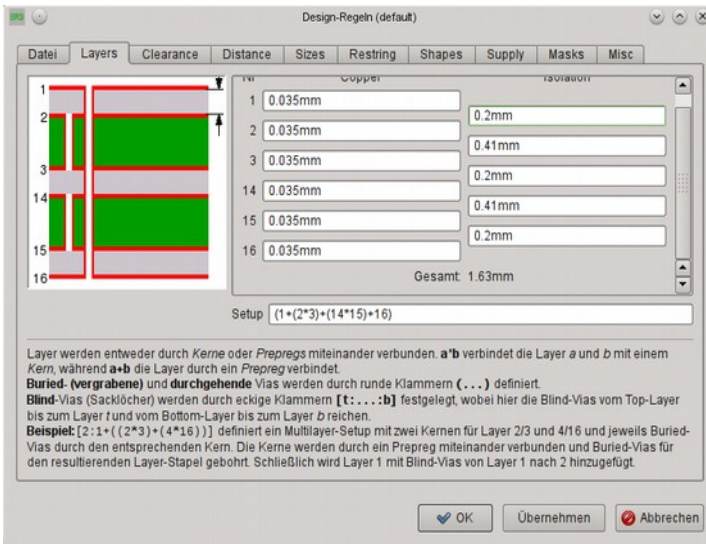 Design-Regeln (default)
Datei Layers Clearance Distance Sizes Restring Shapes Supply Masks Misc
Nr Copper Isolation
1 0.035mm
0.2mm
2 0.035mm
0.41mm
3 0.035mm
0.2mm
14 0.035mm
0.41mm
15 0.035mm
0.2mm
16 0.035mm
Gesamt: 1.63mm
1
2
3
14
15
16
Setup (1+(2*3)+(14*15)+16)
Layer werden entweder durch Kerne oder Prepregs miteinander verbunden. a*b verbindet die Layer a und b mit einem
Kern, während a+b die Layer durch ein Prepreg verbindet.
Buried- (vergrabene) und durchgehende Vias werden durch runde Klammern (...) definiert.
Blind-Vias (Sacklöcher) werden durch eckige Klammern [t:...:b] festgelegt, wobei hier die Blind-Vias vom Top-Layer
bis zum Layer t und vom Bottom-Layer bis zum Layer b reichen.
Beispiel: [2:1+((2*3)+(4*16))] definiert ein Multilayer-Setup mit zwei Kernen für Layer 2/3 und 4/16 und jeweils Buried-
Vias durch den entsprechenden Kern. Die Kerne werden durch ein Prepreg miteinander verbunden und Buried-Vias für
den resultierenden Layer-Stapel gebohrt. Schließlich wird Layer 1 mit Blind-Vias von Layer 1 nach 2 hinzugefügt.
OK Übernehmen Abbrechen